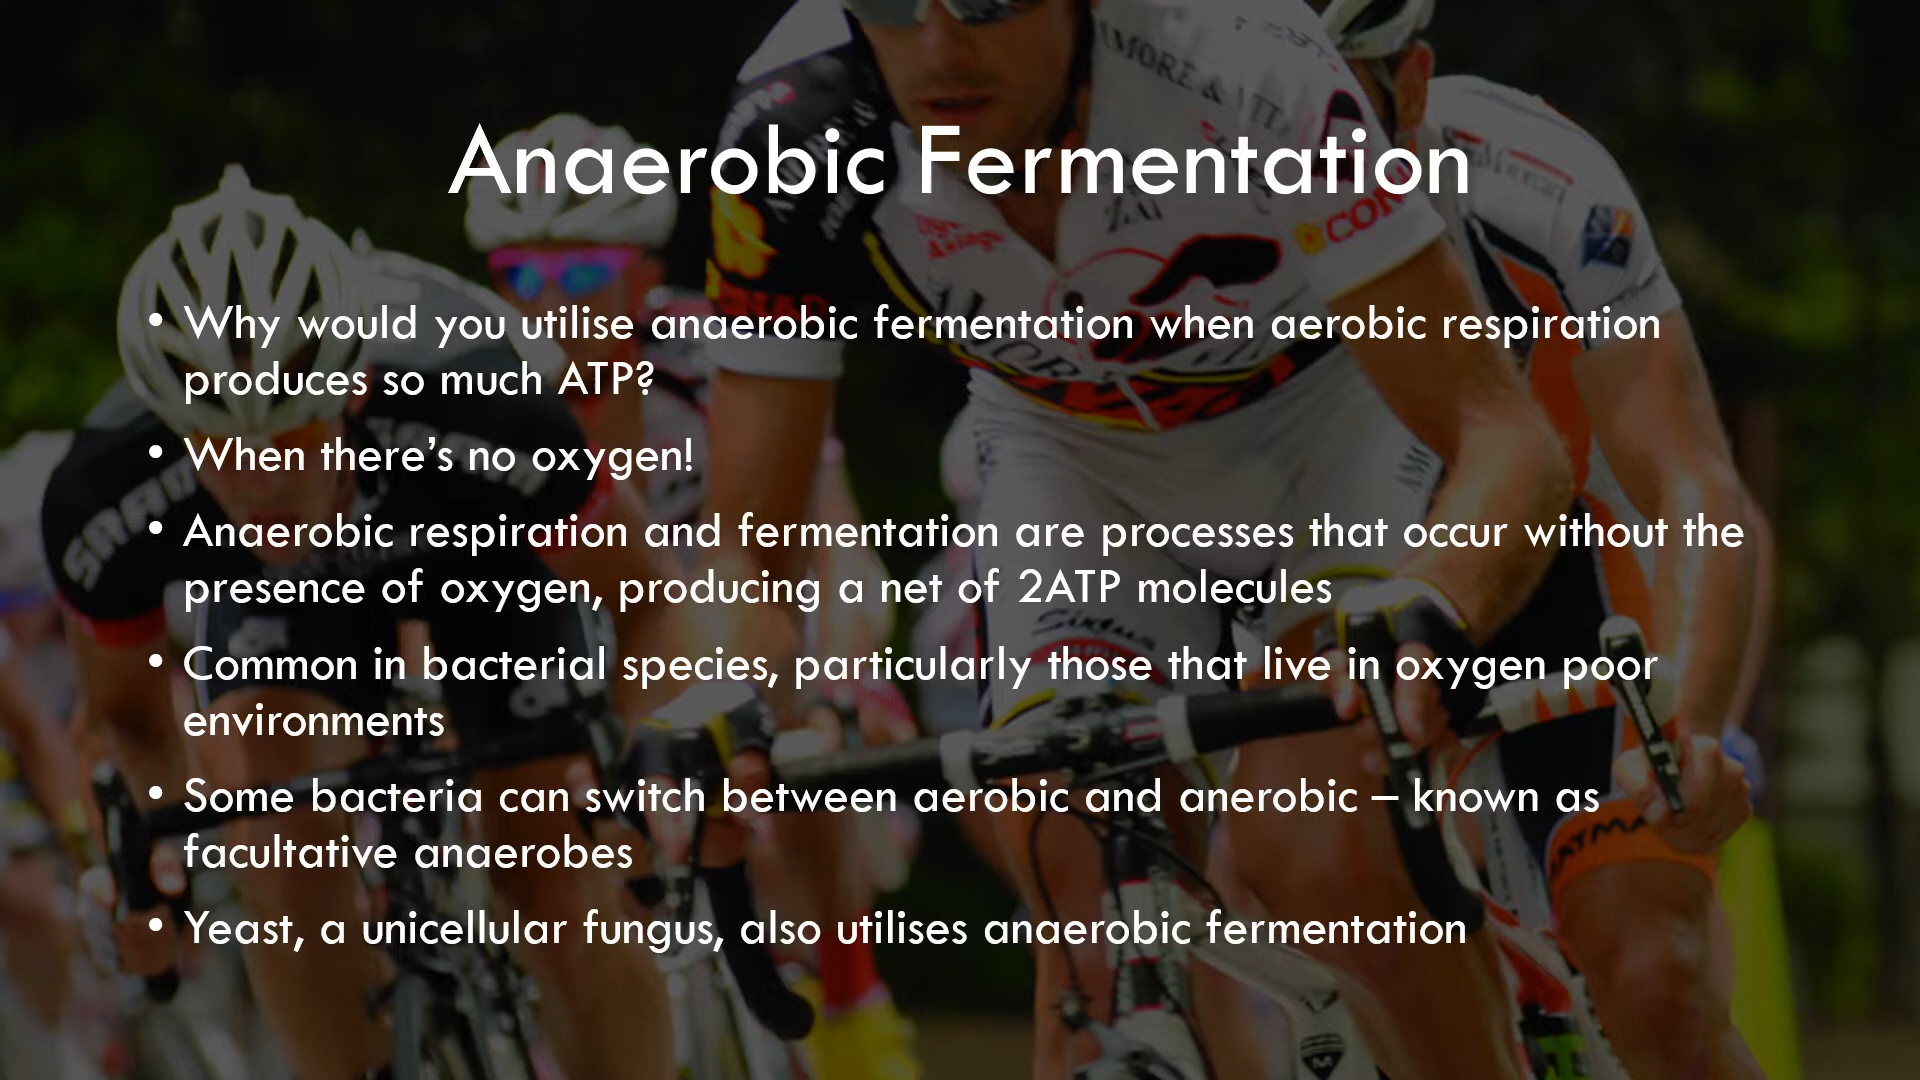 Anaerobic Fermentation
• Why would you utilise anaerobic fermentation when aerobic respiration
produces so much ATP?
• When there’s no oxygen!
• Anaerobic respiration and fermentation are processes that occur without the
presence of oxygen, producing a net of 2ATP molecules
• Common in bacterial species, particularly those that live in oxygen poor
environments
• Some bacteria can switch between aerobic and anerobic – known as
facultative anaerobes
• Yeast, a unicellular fungus, also utilises anaerobic fermentation